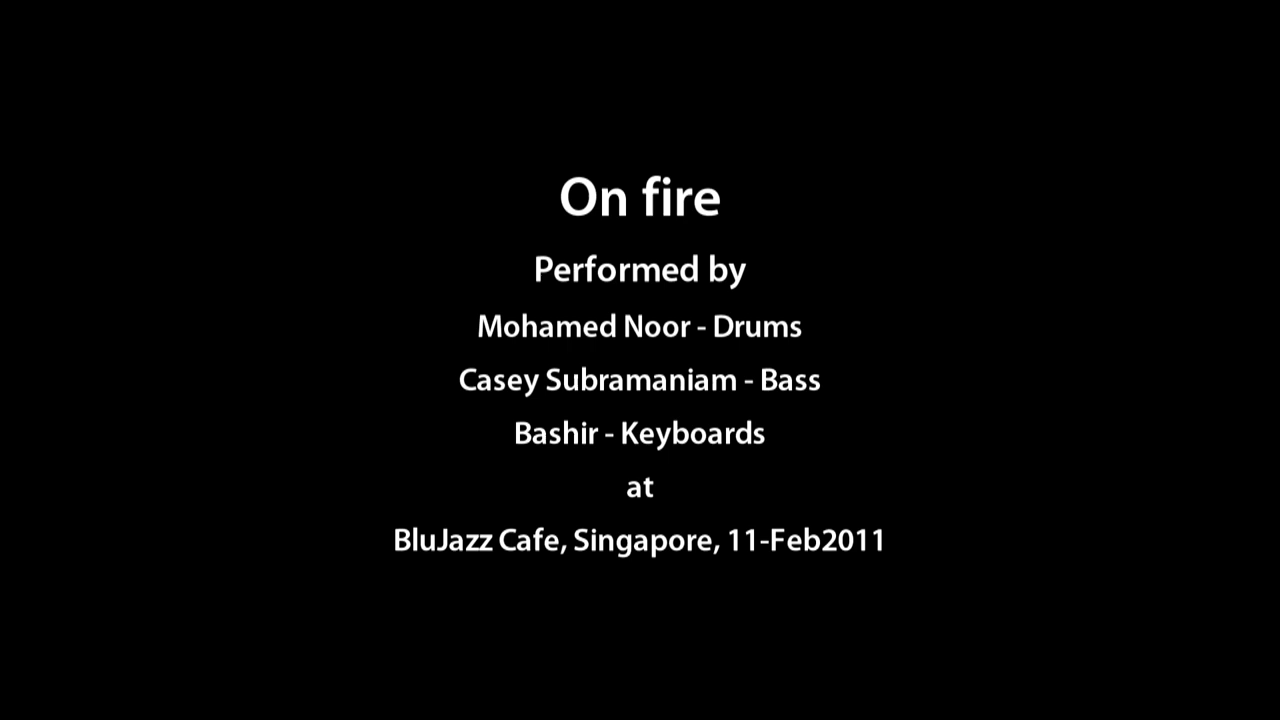 On fire
Performed by
Mohamed Noor - Drums
Casey Subramaniam - Bass
Bashir - Keyboards
at
BluJazz Cafe, Singapore, 11-Feb2011